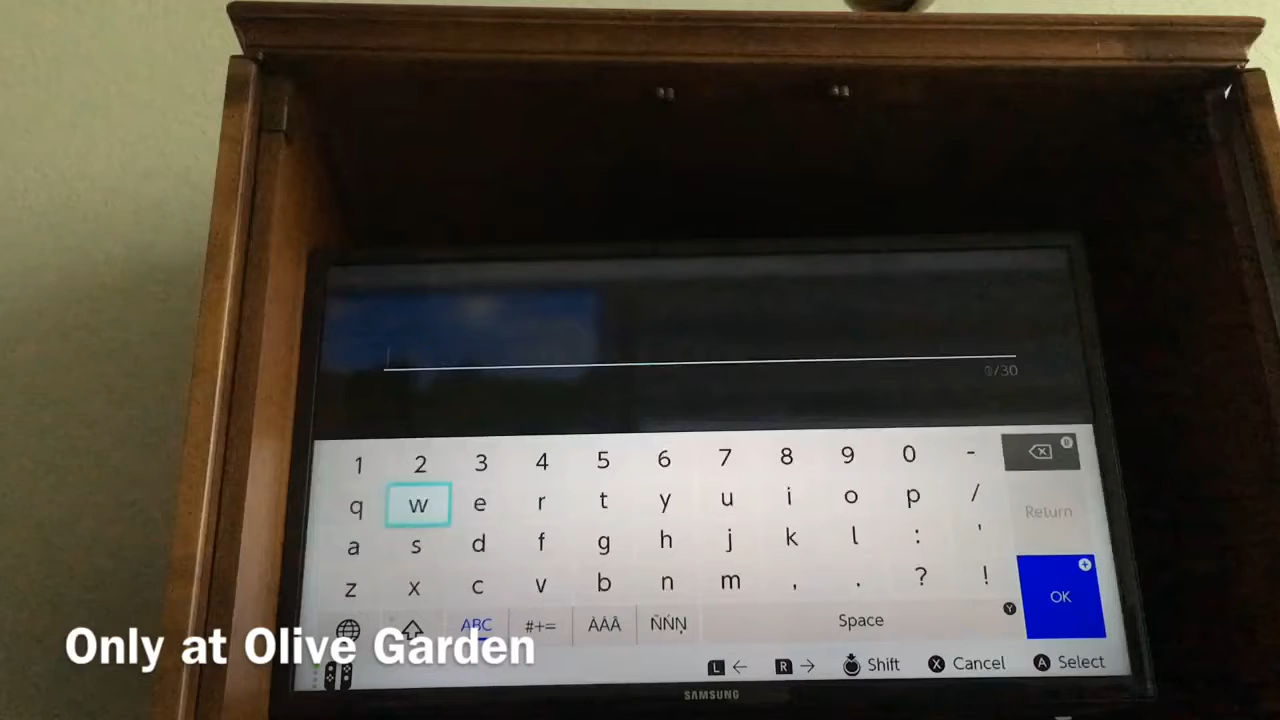 0/30
1 2 3 4 5 6 7 8 9 0 -
q w e r t y u i o p /
Return
a s d f g h j k l : '
z x c v b n m , . ? !
OK
ABC #+= ÀÁÂ ÑŃŅ Space Y
Only at Olive Garden
L ← R → Shift X Cancel A Select
SAMSUNG